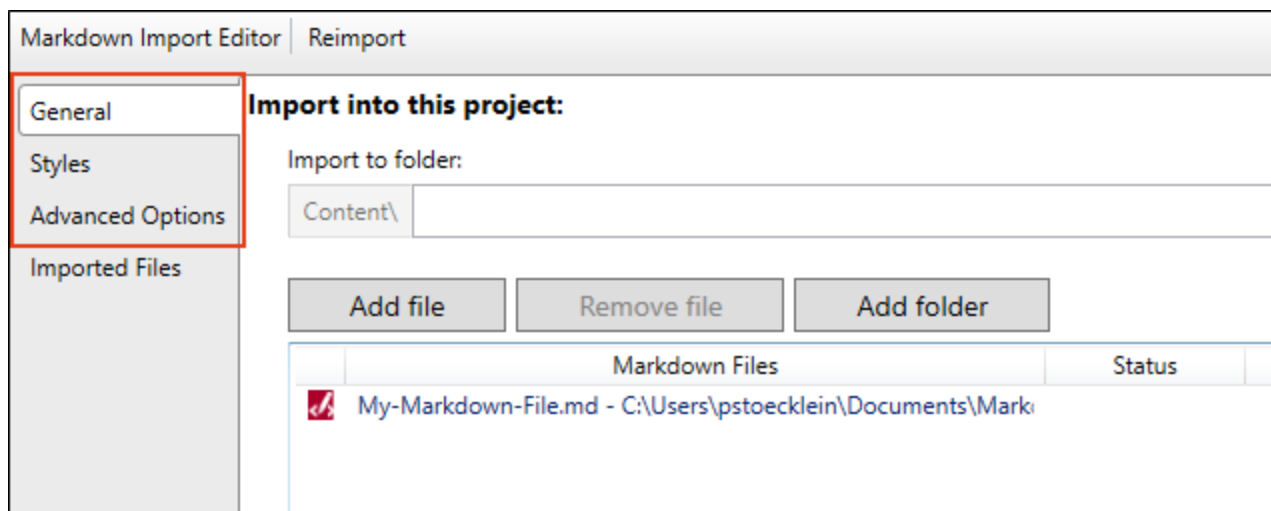 Markdown Import Editor Reimport
General
Styles
Advanced Options
Imported Files
Import into this project:
Import to folder:
Content\
Add file Remove file Add folder
Markdown Files Status
My-Markdown-File.md - C:\Users\pstoecklein\Documents\Mark